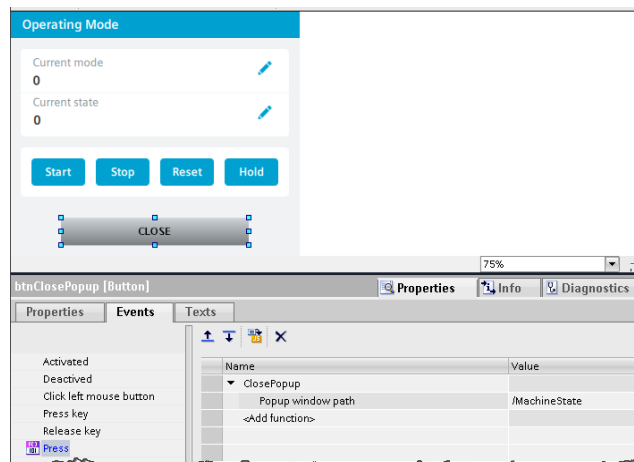 Operating Mode
Current mode
0
Current state
0
Start Stop Reset Hold
CLOSE
75%
btnClosePopup [Button]
Properties Info Diagnostics
Properties Events Texts
Activated
Deactived
Click left mouse button
Press key
Release key
Press
Name Value
ClosePopup
Popup window path /MachineState
<Add function>